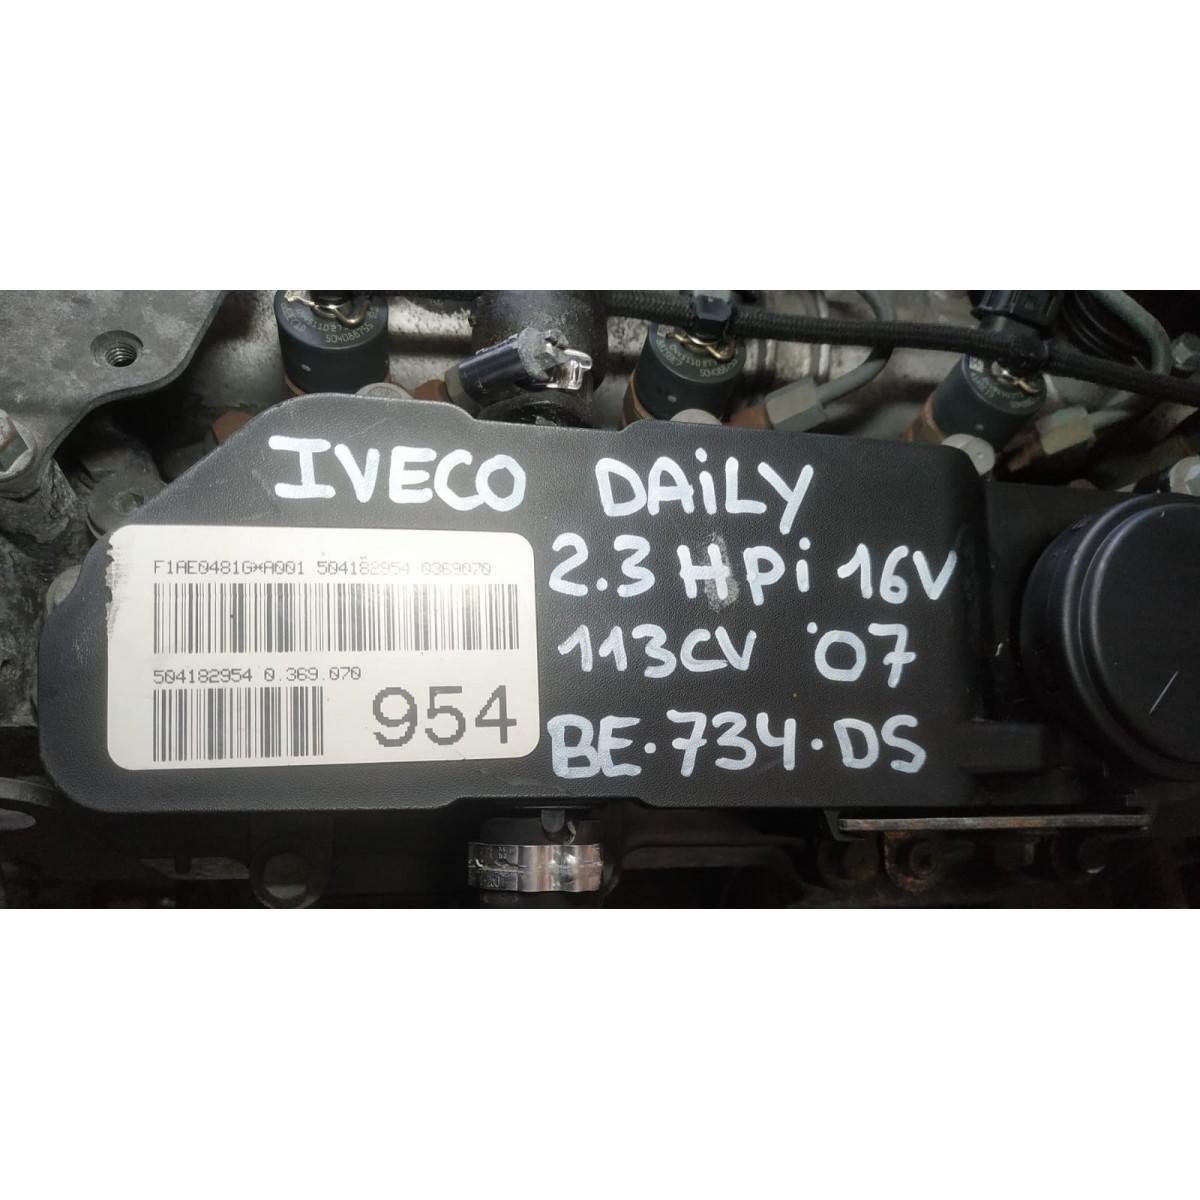 IVECO DAiLY
2.3 HPi 16V
113CV '07
BE·734·DS
F1AE0481G*A001 504182954 0369070
504182954 0.369.070
954